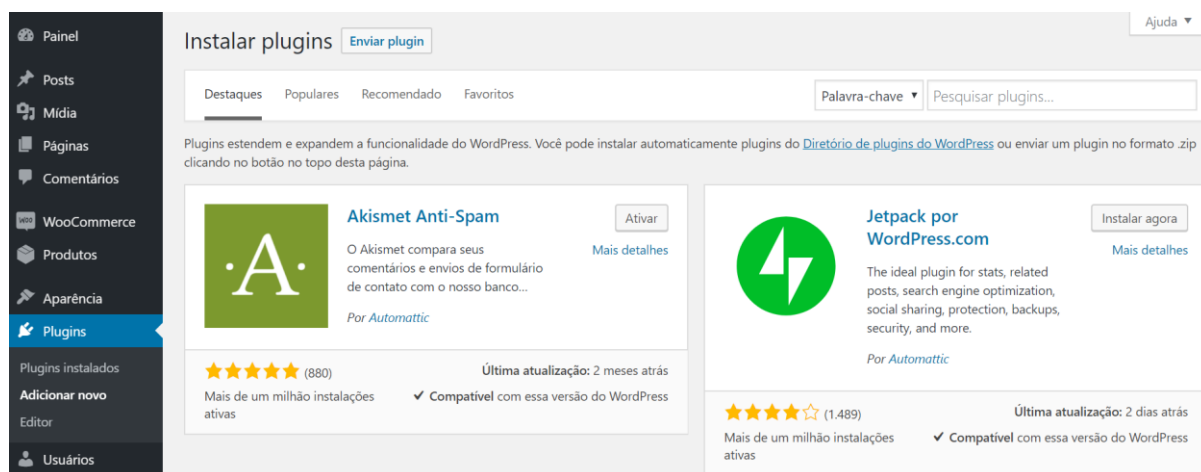 Ajuda ▼
Painel
Posts
Mídia
Páginas
Comentários
WOO WooCommerce
Produtos
Aparência
Plugins
Plugins instalados
Adicionar novo
Editor
Usuários
Instalar plugins Enviar plugin
Destaques Populares Recomendado Favoritos Palavra-chave ▼ Pesquisar plugins...
Plugins estendem e expandem a funcionalidade do WordPress. Você pode instalar automaticamente plugins do Diretório de plugins do WordPress ou enviar um plugin no formato .zip
clicando no botão no topo desta página.
·A·
Akismet Anti-Spam
Ativar
Mais detalhes
O Akismet compara seus
comentários e envios de formulário
de contato com o nosso banco...
Por Automattic
(880)
Mais de um milhão instalações
ativas
Última atualização: 2 meses atrás
✓ Compatível com essa versão do WordPress
Jetpack por
WordPress.com
Instalar agora
Mais detalhes
The ideal plugin for stats, related
posts, search engine optimization,
social sharing, protection, backups,
security, and more.
Por Automattic
(1.489)
Mais de um milhão instalações
ativas
Última atualização: 2 dias atrás
✓ Compatível com essa versão do WordPress